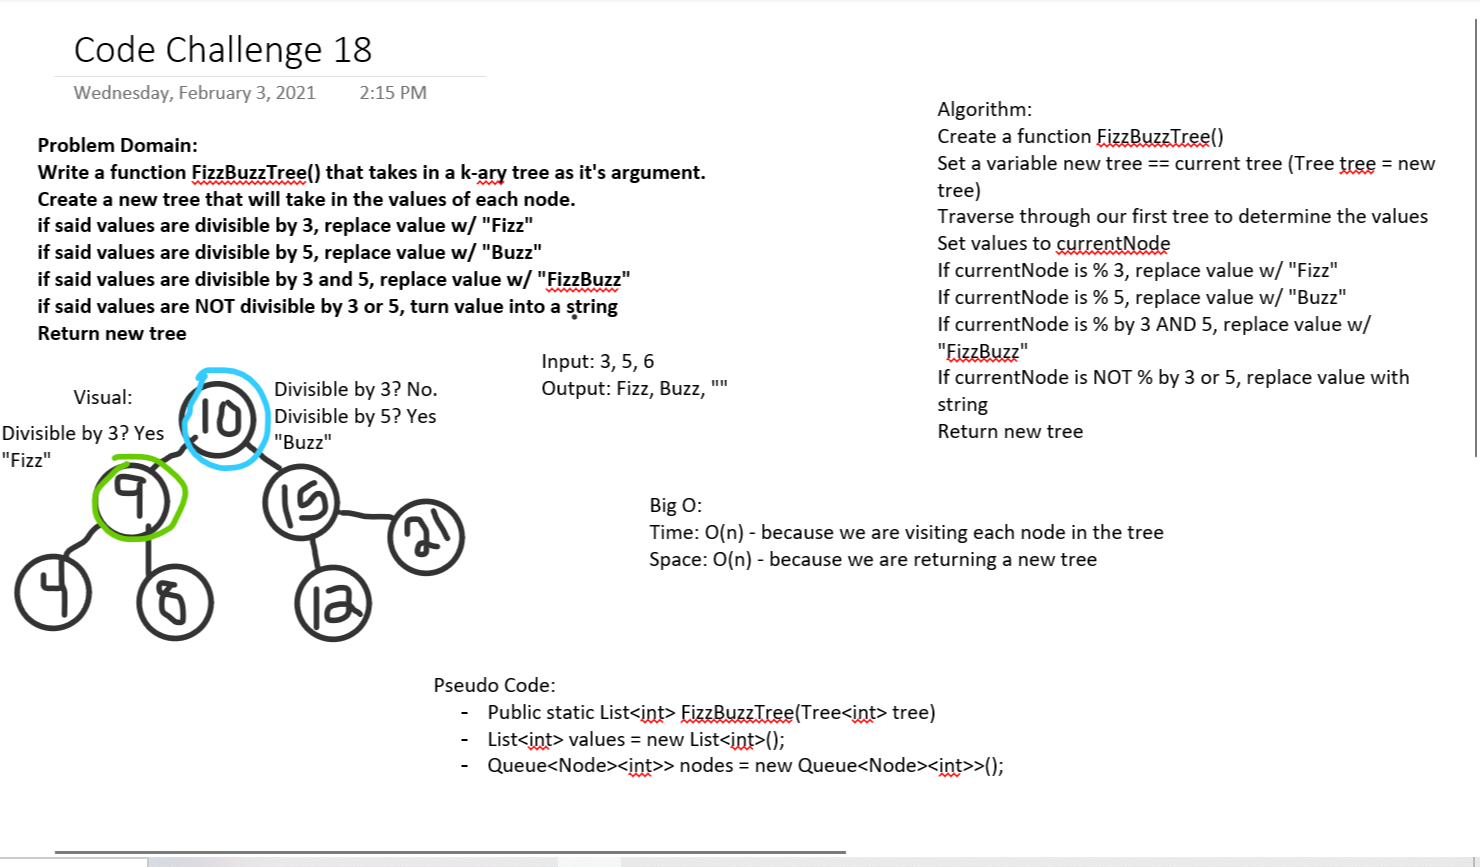 Code Challenge 18
Wednesday, February 3, 2021 2:15 PM
Problem Domain:
Write a function FizzBuzzTree() that takes in a k-ary tree as it's argument.
Create a new tree that will take in the values of each node.
if said values are divisible by 3, replace value w/ "Fizz"
if said values are divisible by 5, replace value w/ "Buzz"
if said values are divisible by 3 and 5, replace value w/ "FizzBuzz"
if said values are NOT divisible by 3 or 5, turn value into a string
Return new tree
Input: 3, 5, 6
Output: Fizz, Buzz, ""
Visual:
Divisible by 3? No.
Divisible by 5? Yes
"Buzz"
Divisible by 3? Yes
"Fizz"
10
9
15
21
4
8
12
Algorithm:
Create a function FizzBuzzTree()
Set a variable new tree == current tree (Tree tree = new
tree)
Traverse through our first tree to determine the values
Set values to currentNode
If currentNode is % 3, replace value w/ "Fizz"
If currentNode is % 5, replace value w/ "Buzz"
If currentNode is % by 3 AND 5, replace value w/
"FizzBuzz"
If currentNode is NOT % by 3 or 5, replace value with
string
Return new tree
Big O:
Time: O(n) - because we are visiting each node in the tree
Space: O(n) - because we are returning a new tree
Pseudo Code:
- Public static List<int> FizzBuzzTree(Tree<int> tree)
- List<int> values = new List<int>();
- Queue<Node><int>> nodes = new Queue<Node><int>>();